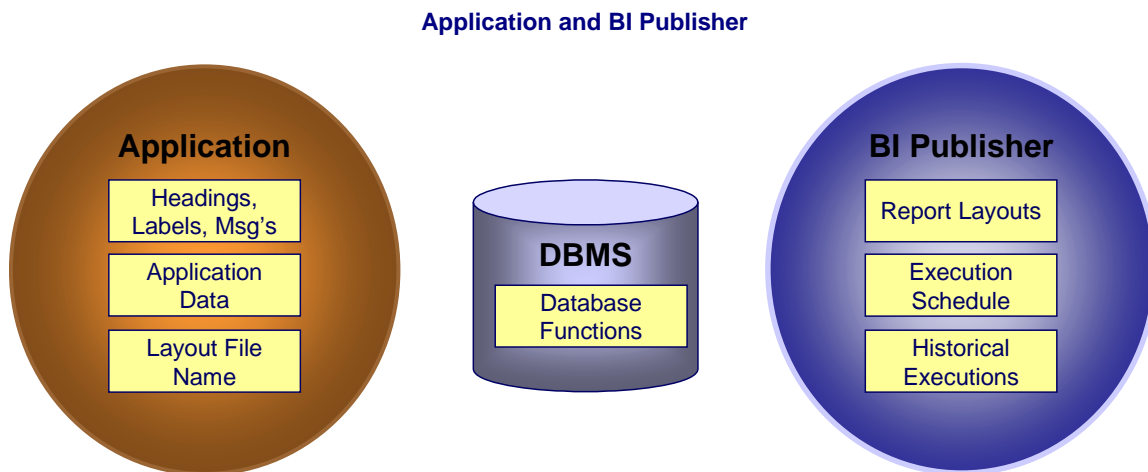 Application and BI Publisher
Application
Headings,
Labels, Msg's
Application
Data
Layout File
Name
DBMS
Database
Functions
BI Publisher
Report Layouts
Execution
Schedule
Historical
Executions